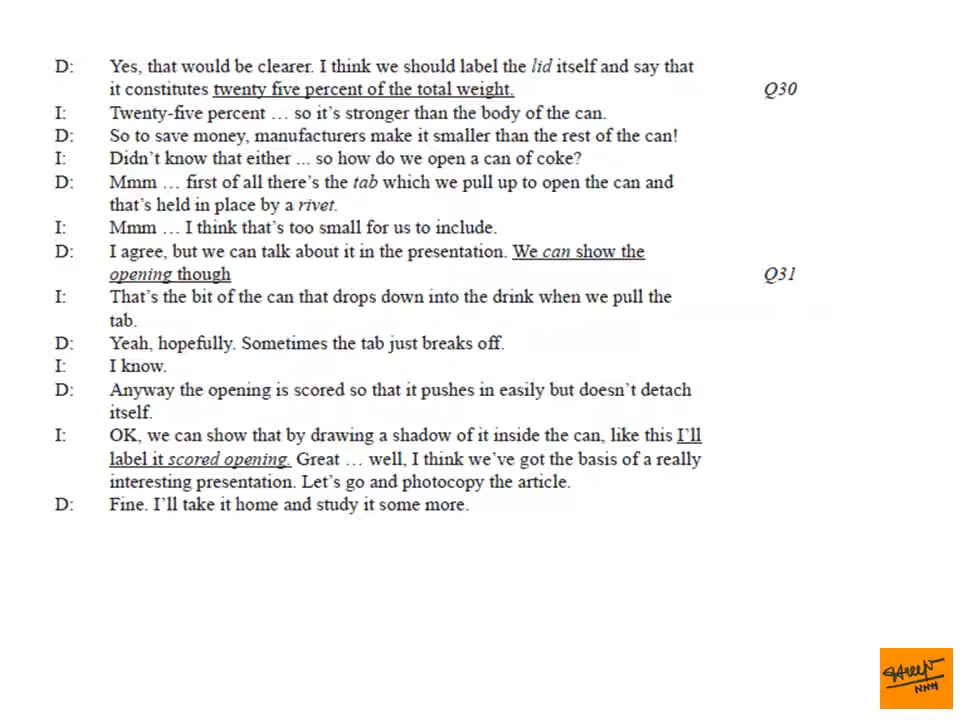 D: Yes, that would be clearer. I think we should label the lid itself and say that
it constitutes twenty five percent of the total weight. Q30
I: Twenty-five percent … so it's stronger than the body of the can.
D: So to save money, manufacturers make it smaller than the rest of the can!
I: Didn't know that either ... so how do we open a can of coke?
D: Mmm … first of all there's the tab which we pull up to open the can and
that's held in place by a rivet.
I: Mmm … I think that's too small for us to include.
D: I agree, but we can talk about it in the presentation. We can show the
opening though Q31
I: That's the bit of the can that drops down into the drink when we pull the
tab.
D: Yeah, hopefully. Sometimes the tab just breaks off.
I: I know.
D: Anyway the opening is scored so that it pushes in easily but doesn't detach
itself.
I: OK, we can show that by drawing a shadow of it inside the can, like this I'll
label it scored opening. Great … well, I think we've got the basis of a really
interesting presentation. Let's go and photocopy the article.
D: Fine. I'll take it home and study it some more.